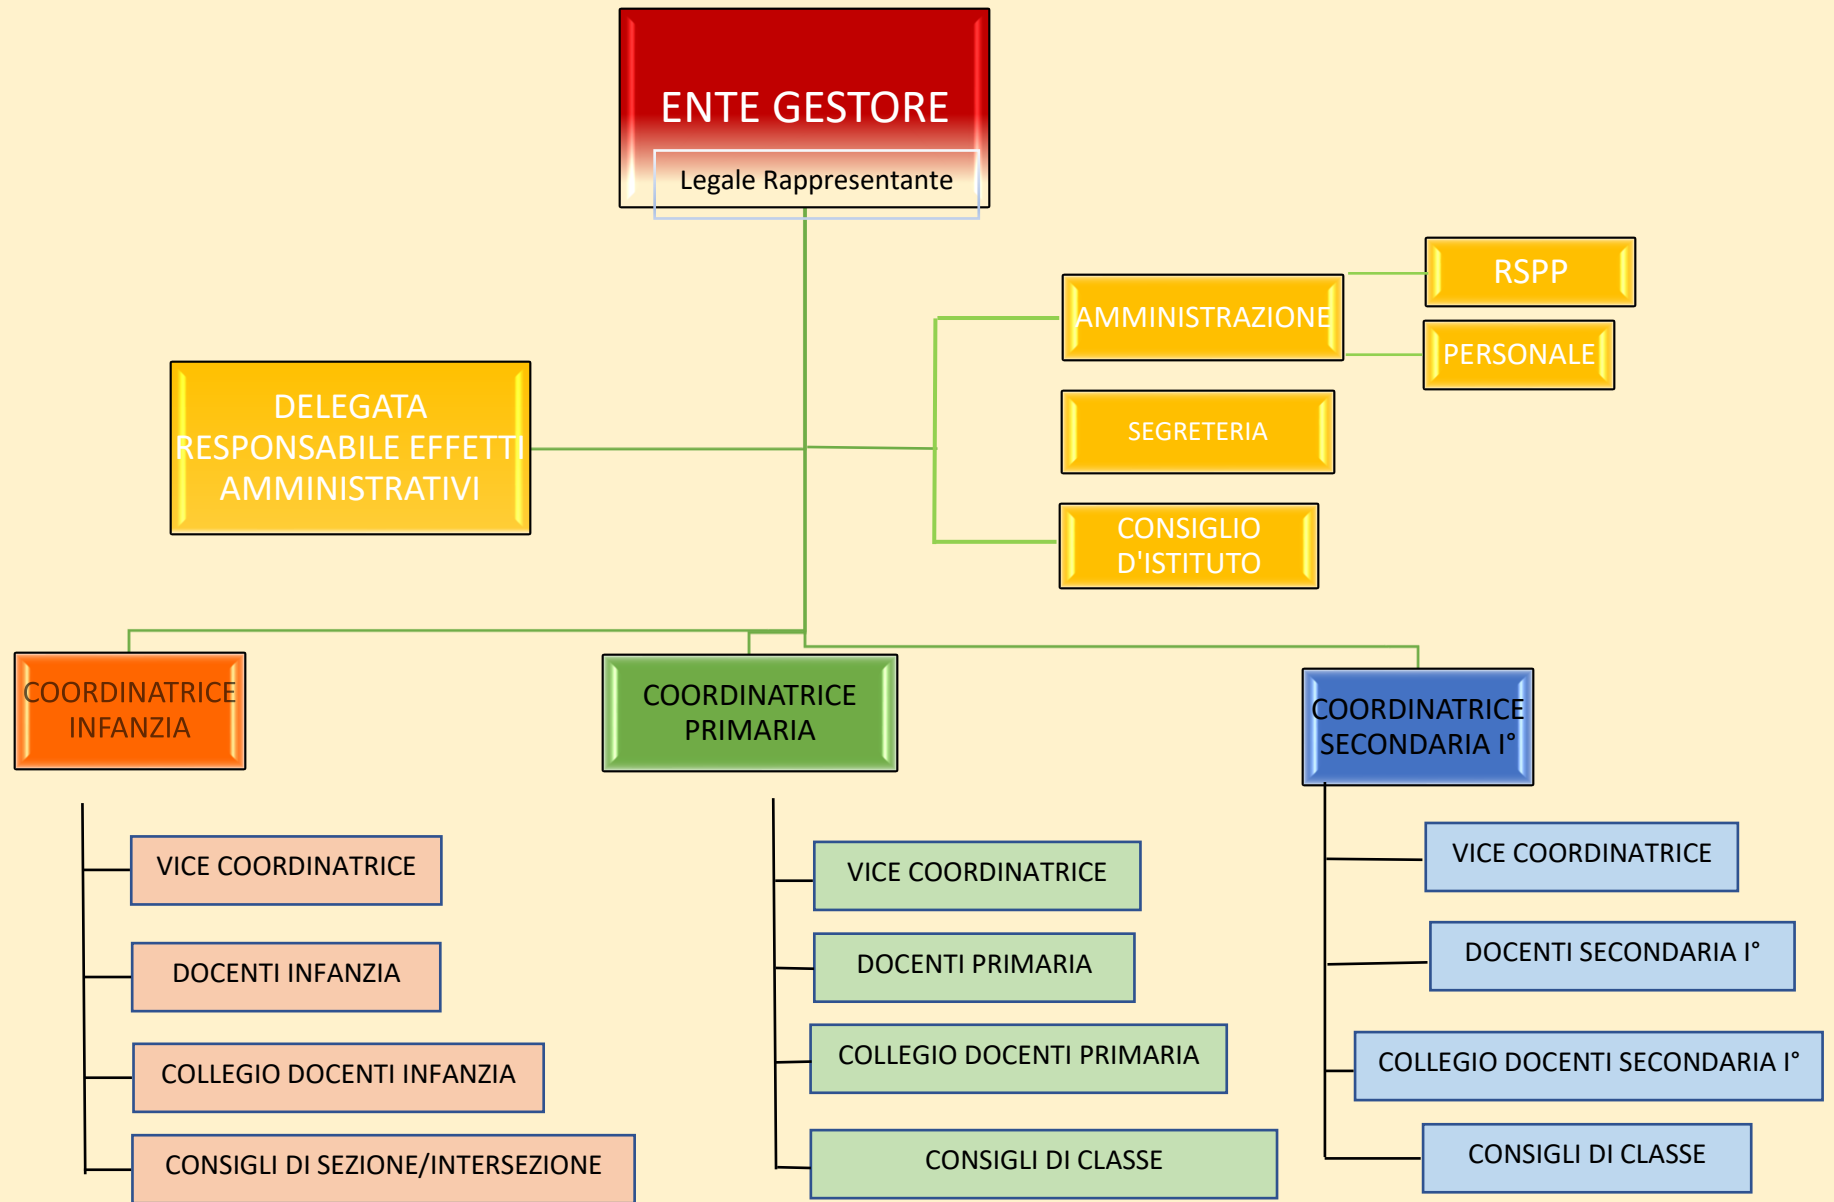 ENTE GESTORE
Legale Rappresentante
RSPP
AMMINISTRAZIONE
PERSONALE
DELEGATA
RESPONSABILE EFFETTI
AMMINISTRATIVI
SEGRETERIA
CONSIGLIO
D'ISTITUTO
COORDINATRICE
INFANZIA
VICE COORDINATRICE
DOCENTI INFANZIA
COLLEGIO DOCENTI INFANZIA
CONSIGLI DI SEZIONE/INTERSEZIONE
COORDINATRICE
PRIMARIA
VICE COORDINATRICE
DOCENTI PRIMARIA
COLLEGIO DOCENTI PRIMARIA
CONSIGLI DI CLASSE
COORDINATRICE
SECONDARIA I°
VICE COORDINATRICE
DOCENTI SECONDARIA I°
COLLEGIO DOCENTI SECONDARIA I°
CONSIGLI DI CLASSE